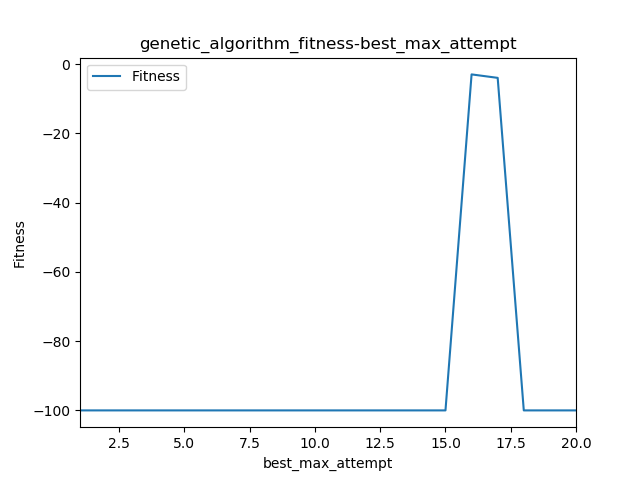 genetic_algorithm_fitness-best_max_attempt
Fitness
0
−20
−40
−60
−80
−100
Fitness
2.5 5.0 7.5 10.0 12.5 15.0 17.5 20.0
best_max_attempt